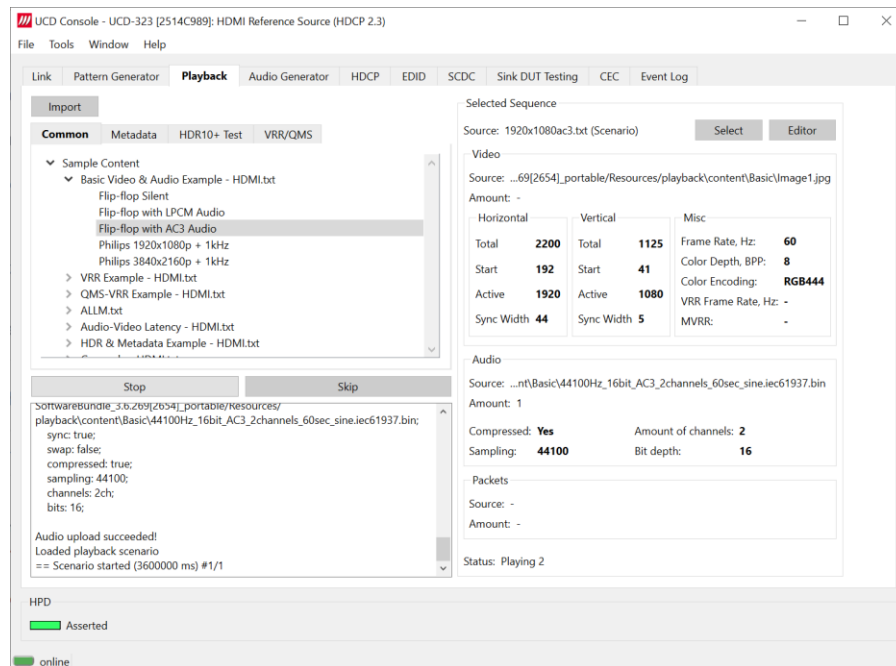 UCD Console - UCD-323 [2514C989]: HDMI Reference Source (HDCP 2.3)
File Tools Window Help
Link Pattern Generator Playback Audio Generator HDCP EDID SCDC Sink DUT Testing CEC Event Log
Import
Common Metadata HDR10+ Test VRR/QMS
Sample Content
Basic Video & Audio Example - HDMI.txt
Flip-flop Silent
Flip-flop with LPCM Audio
Flip-flop with AC3 Audio
Philips 1920x1080p + 1kHz
Philips 3840x2160p + 1kHz
VRR Example - HDMI.txt
QMS-VRR Example - HDMI.txt
ALLM.txt
Audio-Video Latency - HDMI.txt
HDR & Metadata Example - HDMI.txt
Stop Skip
SoftwareBundle_3.6.269[2654]_portable/Resources/
playback\content\Basic\44100Hz_16bit_AC3_2channels_60sec_sine.iec61937.bin;
sync: true;
swap: false;
compressed: true;
sampling: 44100;
channels: 2ch;
bits: 16;
Audio upload succeeded!
Loaded playback scenario
== Scenario started (3600000 ms) #1/1
Selected Sequence
Source: 1920x1080ac3.txt (Scenario) Select Editor
Video
Source: ...69[2654]_portable/Resources/playback\content\Basic\Image1.jpg
Amount: -
Horizontal Vertical Misc
Total 2200 Total 1125 Frame Rate, Hz: 60
Start 192 Start 41 Color Depth, BPP: 8
Active 1920 Active 1080 Color Encoding: RGB444
VRR Frame Rate, Hz: -
Sync Width 44 Sync Width 5 MVRR: -
Audio
Source: ...nt\Basic\44100Hz_16bit_AC3_2channels_60sec_sine.iec61937.bin
Amount: 1
Compressed: Yes Amount of channels: 2
Sampling: 44100 Bit depth: 16
Packets
Source: -
Amount: -
Status: Playing 2
HPD
Asserted
online